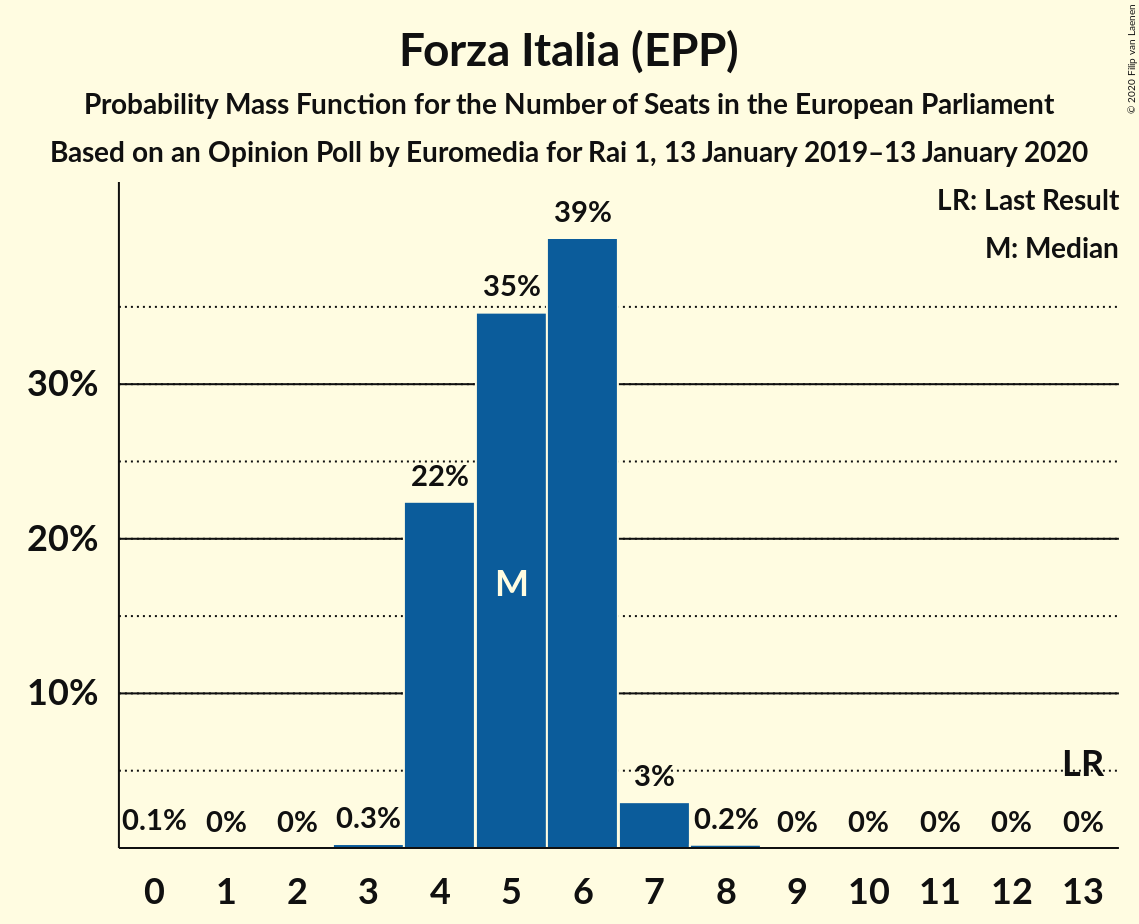 Forza Italia (EPP)
Probability Mass Function for the Number of Seats in the European Parliament
Based on an Opinion Poll by Euromedia for Rai 1, 13 January 2019–13 January 2020
© 2020 Filip van Laenen
LR: Last Result
M: Median
39%
35%
30%
22%
20%
M
10%
LR
3%
0.1% 0% 0% 0.3% 0.2% 0% 0% 0% 0% 0%
0 1 2 3 4 5 6 7 8 9 10 11 12 13